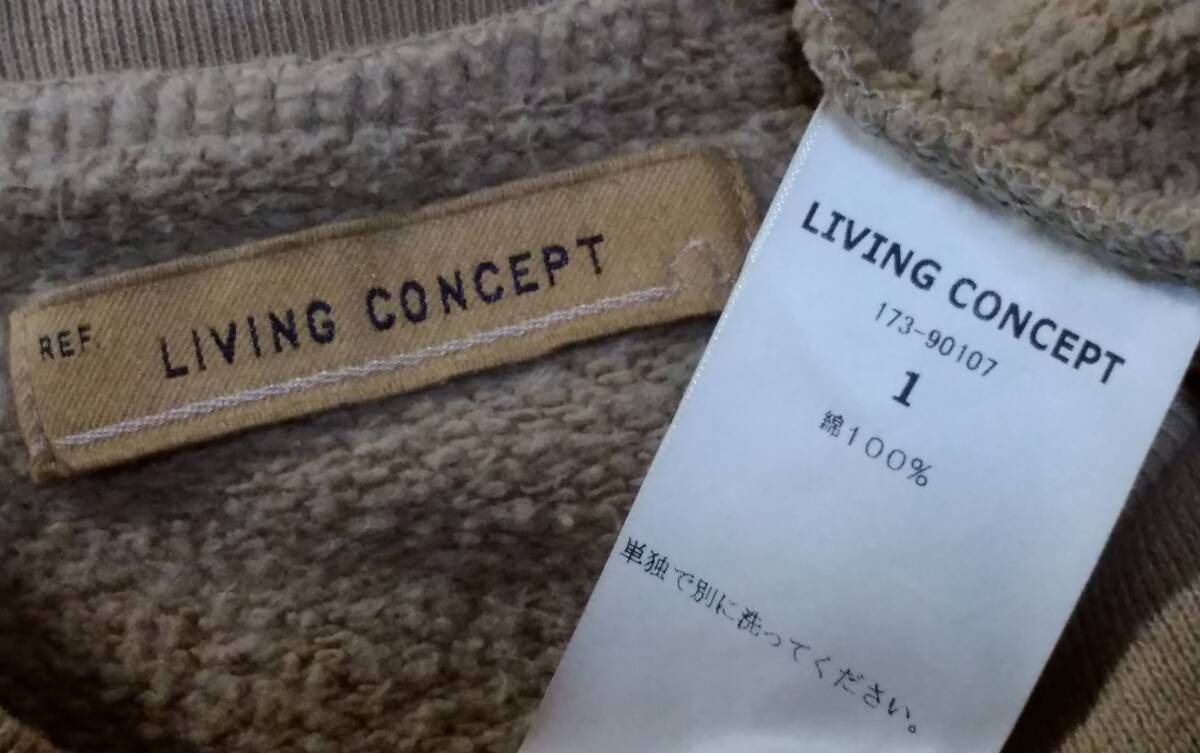 REF. LIVING CONCEPT
LIVING CONCEPT
173-90107
1
綿100%
単独で別に洗ってください。